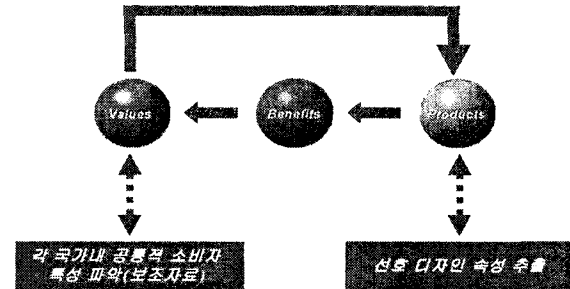 Values
Benefits
Products
각 국가내 공통적 소비자
특성 파악(보조자료)
선호 디자인 속성 추출